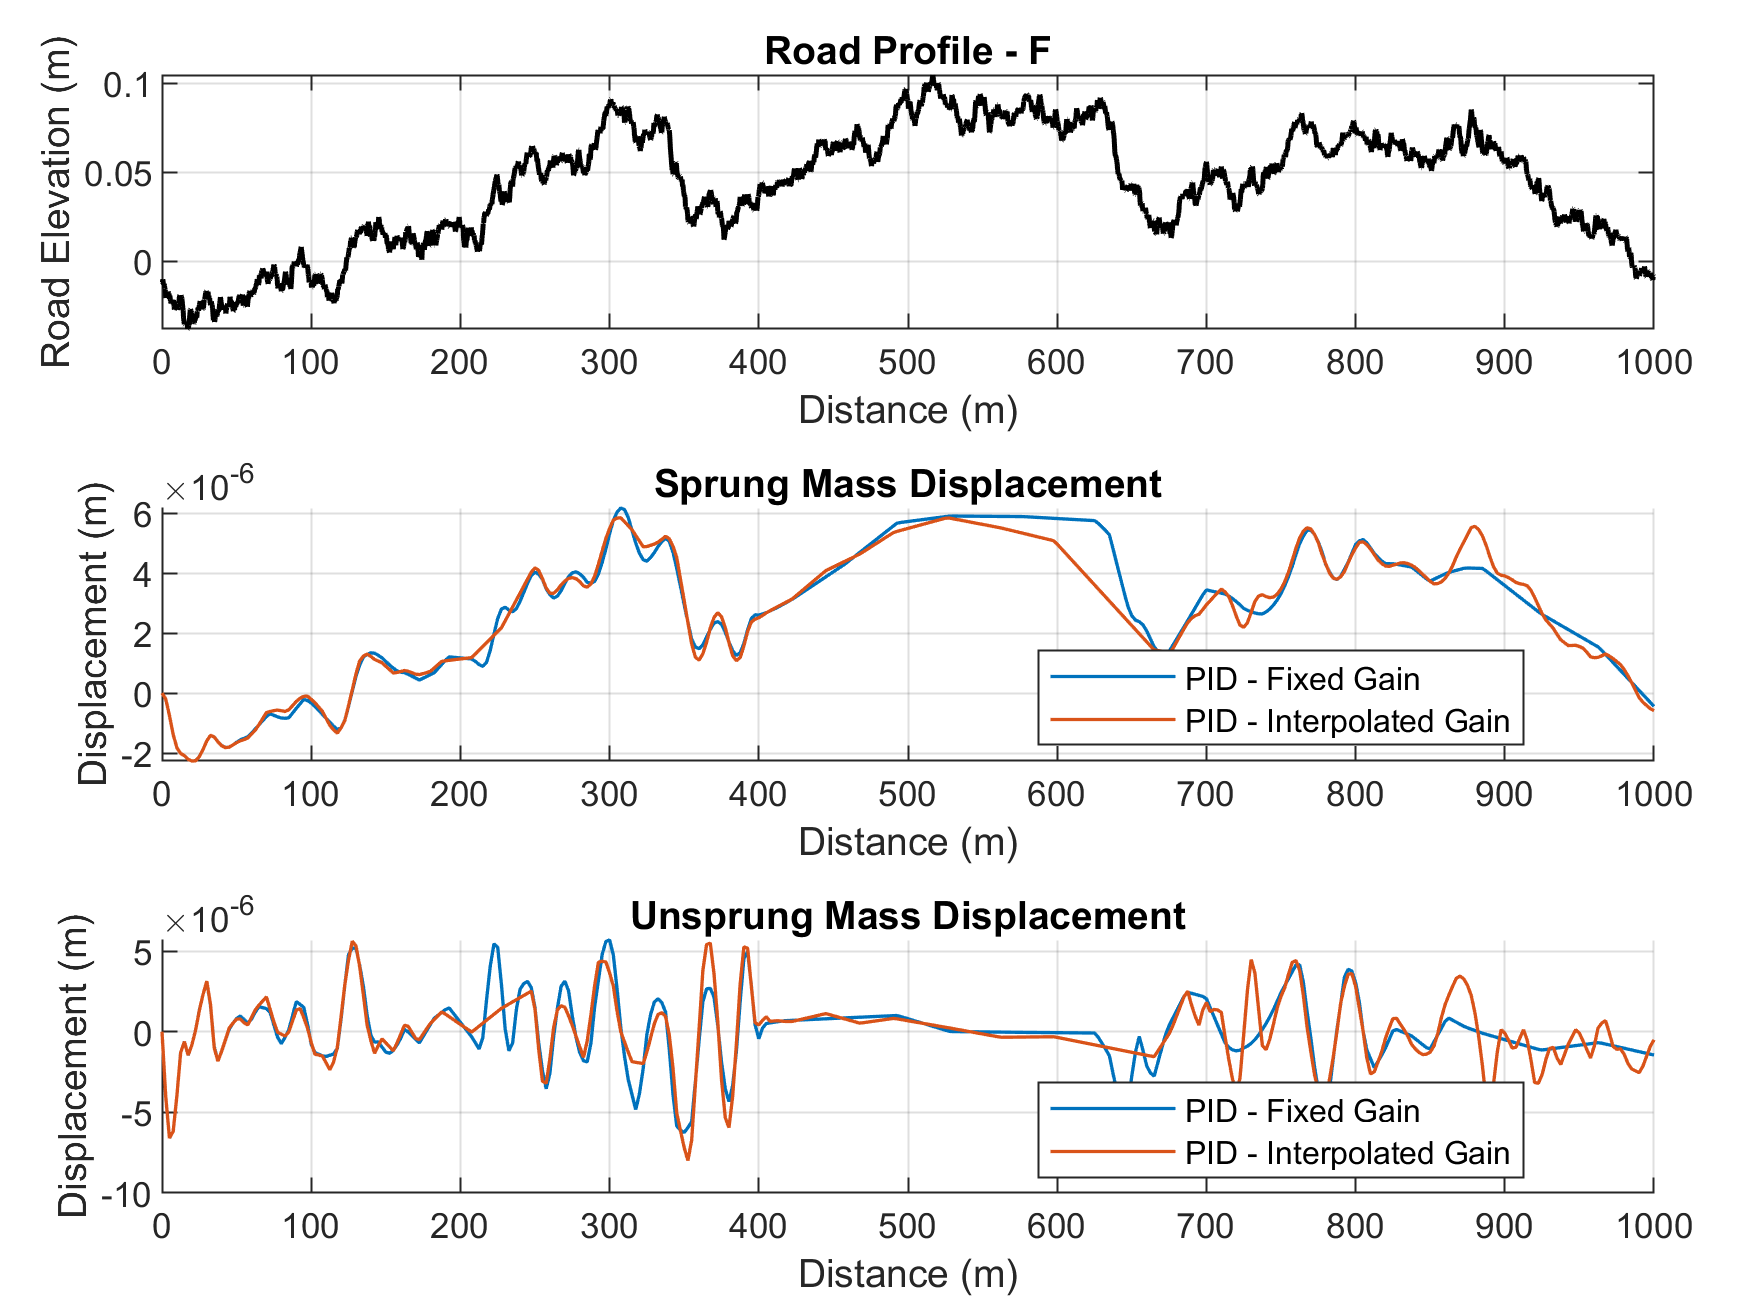 Road Profile - F
Road Elevation (m)
0.1
0.05
0
0 100 200 300 400 500 600 700 800 900 1000
Distance (m)
×10-6
Sprung Mass Displacement
Displacement (m)
6
4
2
0
-2
PID - Fixed Gain
PID - Interpolated Gain
0 100 200 300 400 500 600 700 800 900 1000
Distance (m)
×10-6
Unsprung Mass Displacement
Displacement (m)
5
0
-5
-10
PID - Fixed Gain
PID - Interpolated Gain
0 100 200 300 400 500 600 700 800 900 1000
Distance (m)